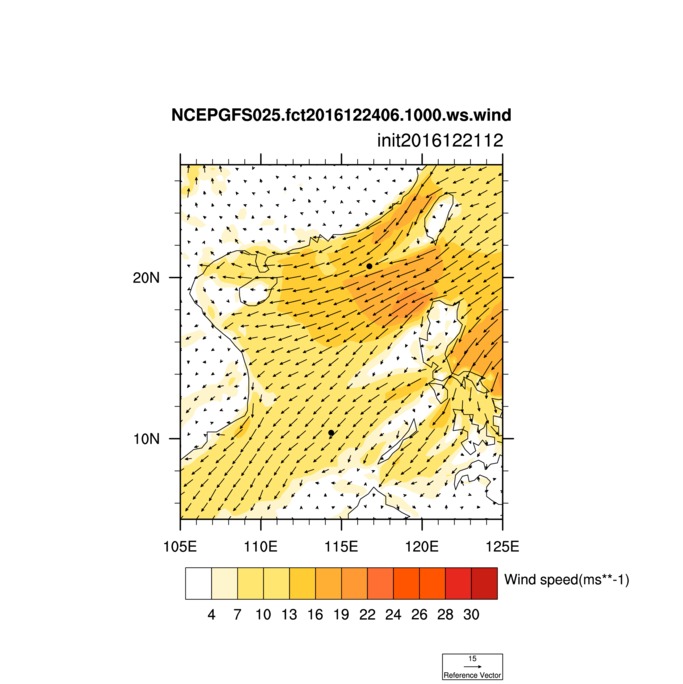 NCEPGFS025.fct2016122406.1000.ws.wind
init2016122112
20N
10N
105E 110E 115E 120E 125E
Wind speed(ms**-1)
4 7 10 13 16 19 22 24 26 28 30
15
Reference Vector